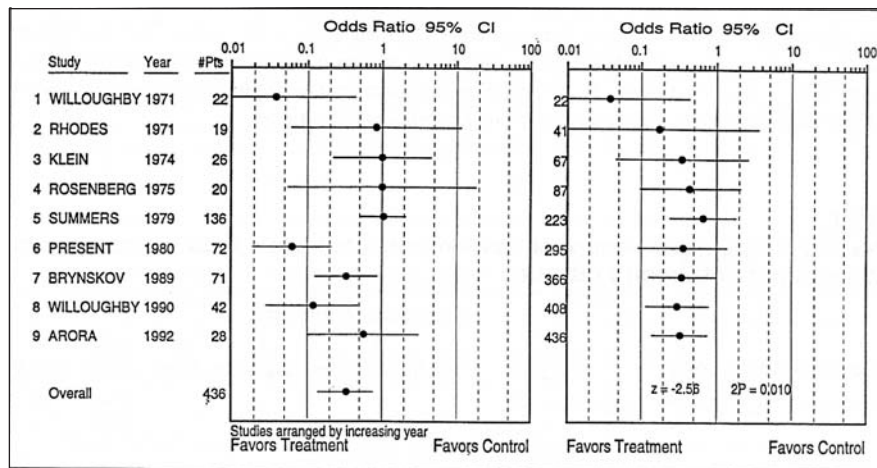 Odds Ratio 95% CI
0.01 0.1 1 10 100
Study Year #Pts
1 WILLOUGHBY 1971 22
2 RHODES 1971 19
3 KLEIN 1974 26
4 ROSENBERG 1975 20
5 SUMMERS 1979 136
6 PRESENT 1980 72
7 BRYNSKOV 1989 71
8 WILLOUGHBY 1990 42
9 ARORA 1992 28
Overall 436
Studies arranged by increasing year
Favors Treatment Favors Control
Odds Ratio 95% CI
0.01 0.1 1 10 100
22
41
67
87
223
295
366
408
436
z = -2.56 2P = 0.010
Favors Treatment Favors Control